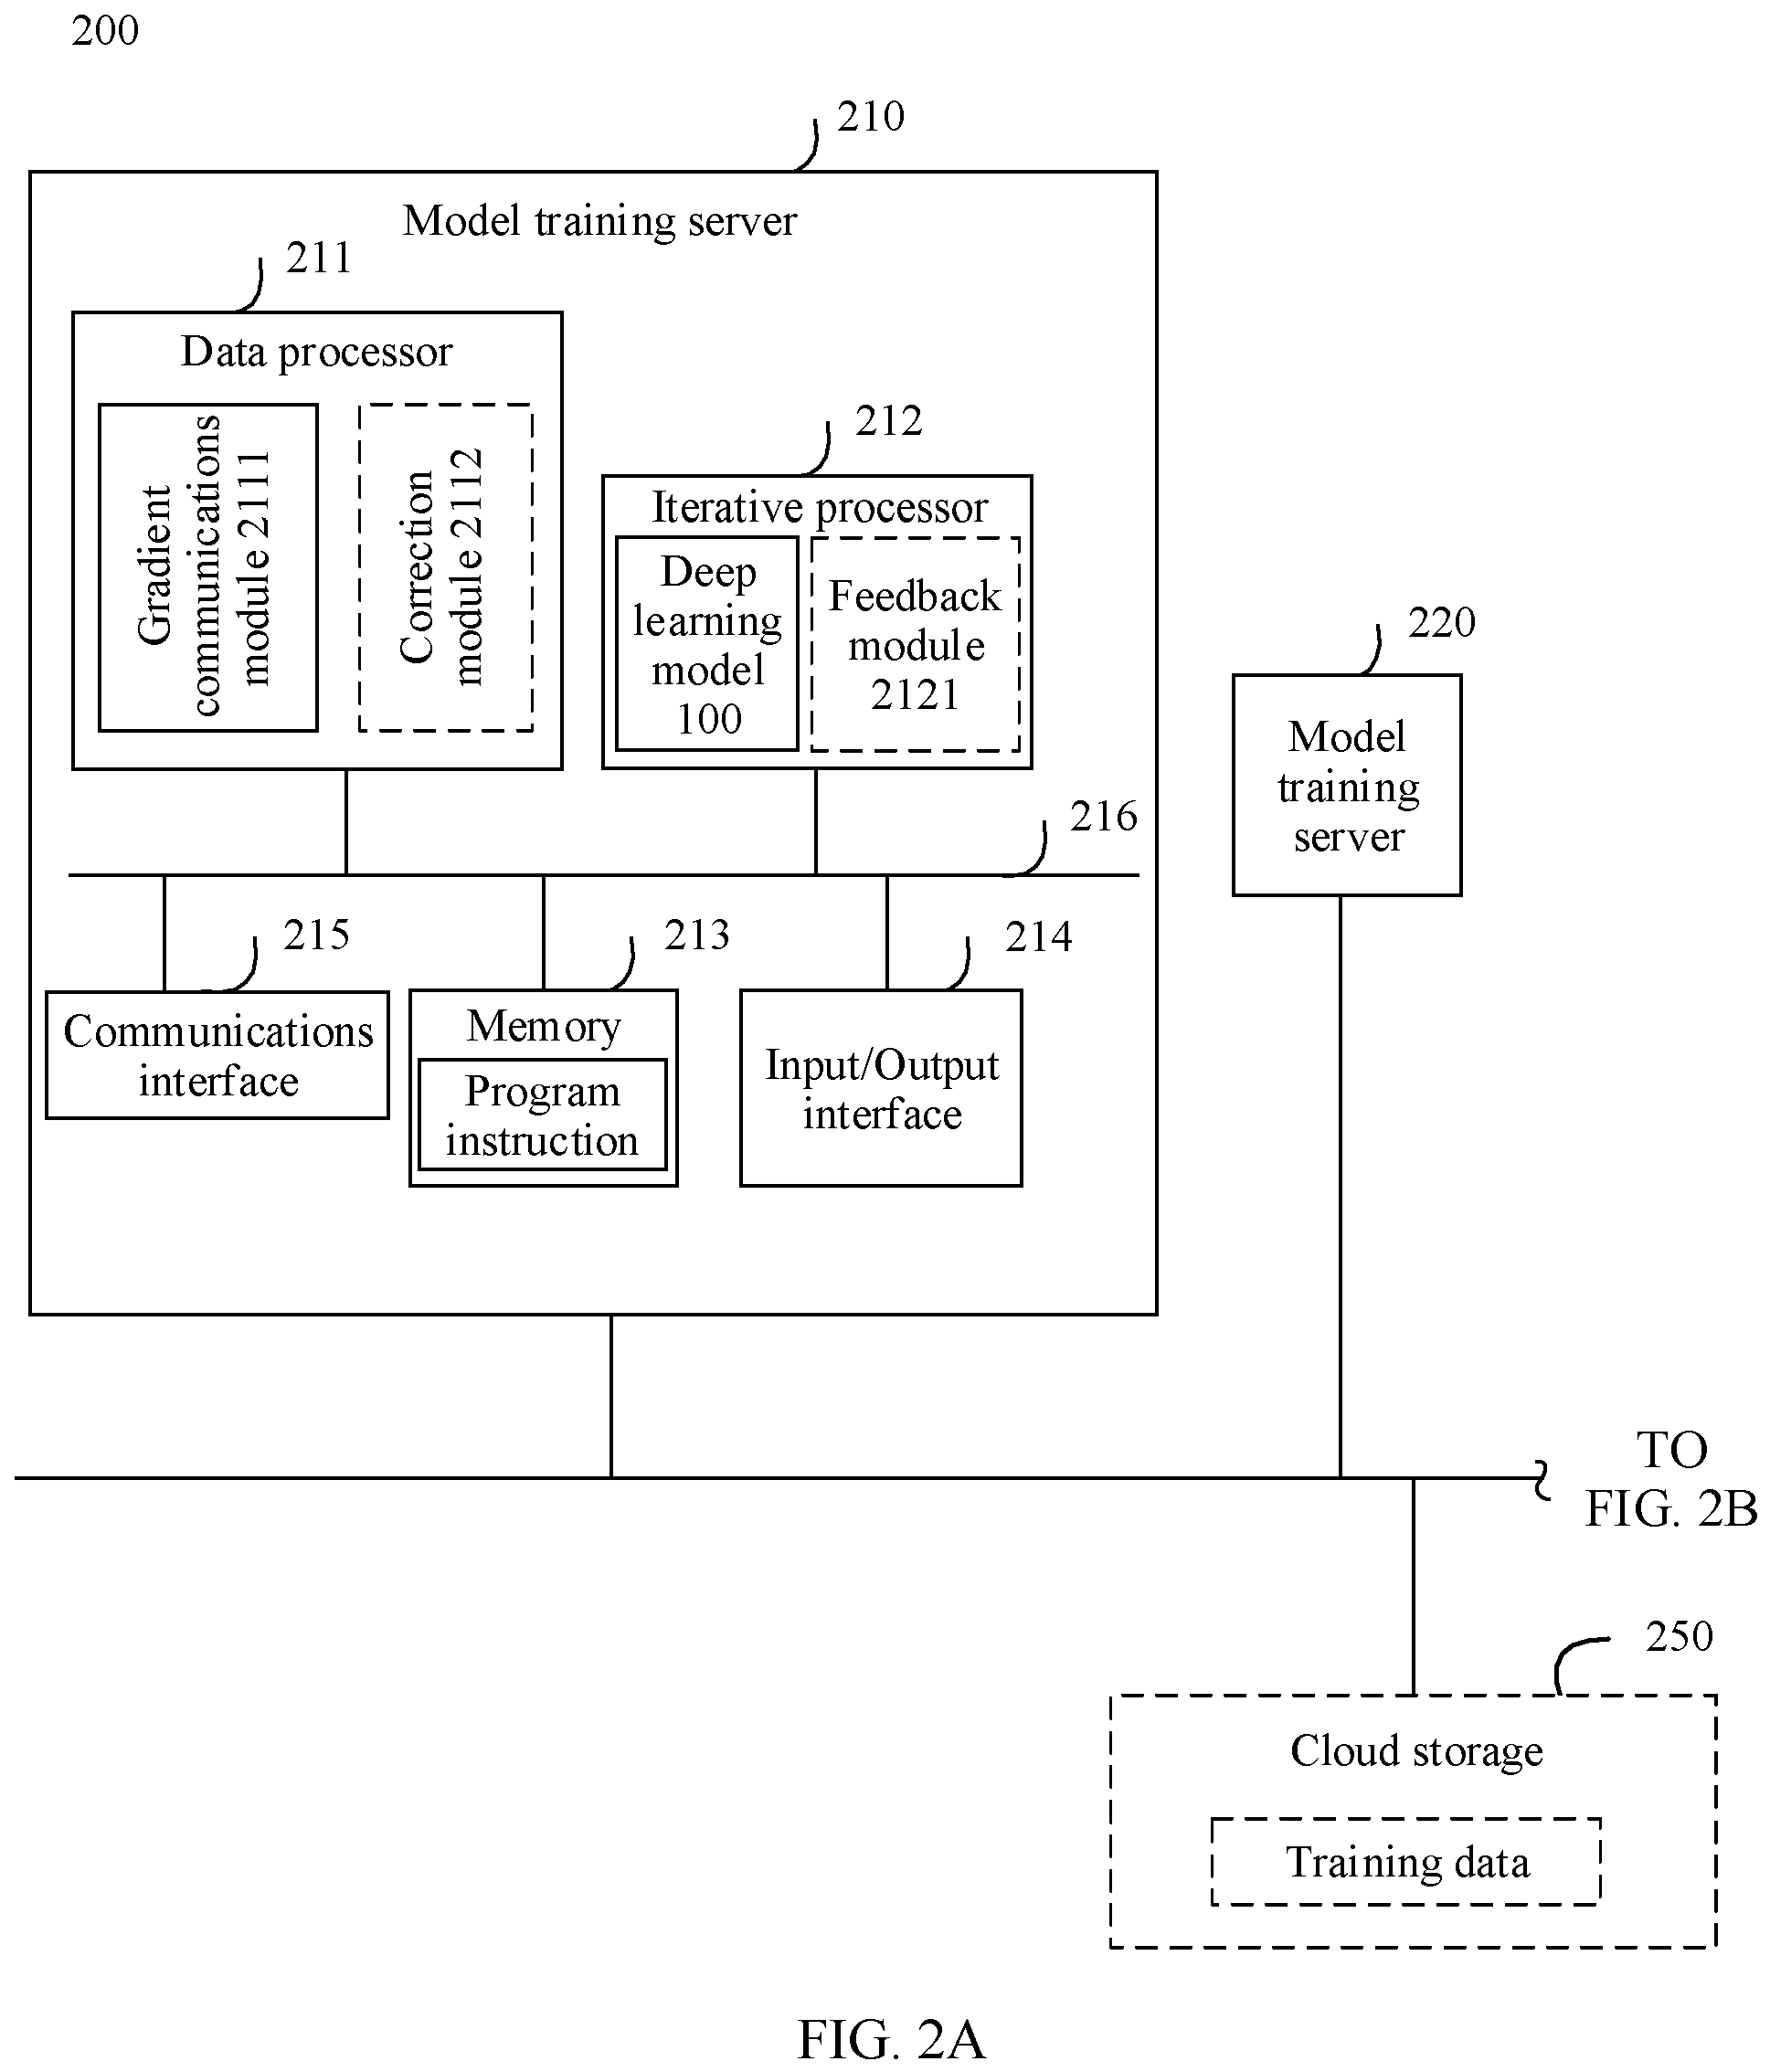 200
210
Model training server
211
Data processor
Gradient
communications
module 2111
Correction
module 2112
212
Iterative processor
Deep
learning
model
100
Feedback
module
2121
220
Model
training
server
216
215
Communications
interface
213
Memory
Program
instruction
214
Input/Output
interface
TO
FIG. 2B
250
Cloud storage
Training data
FIG. 2A